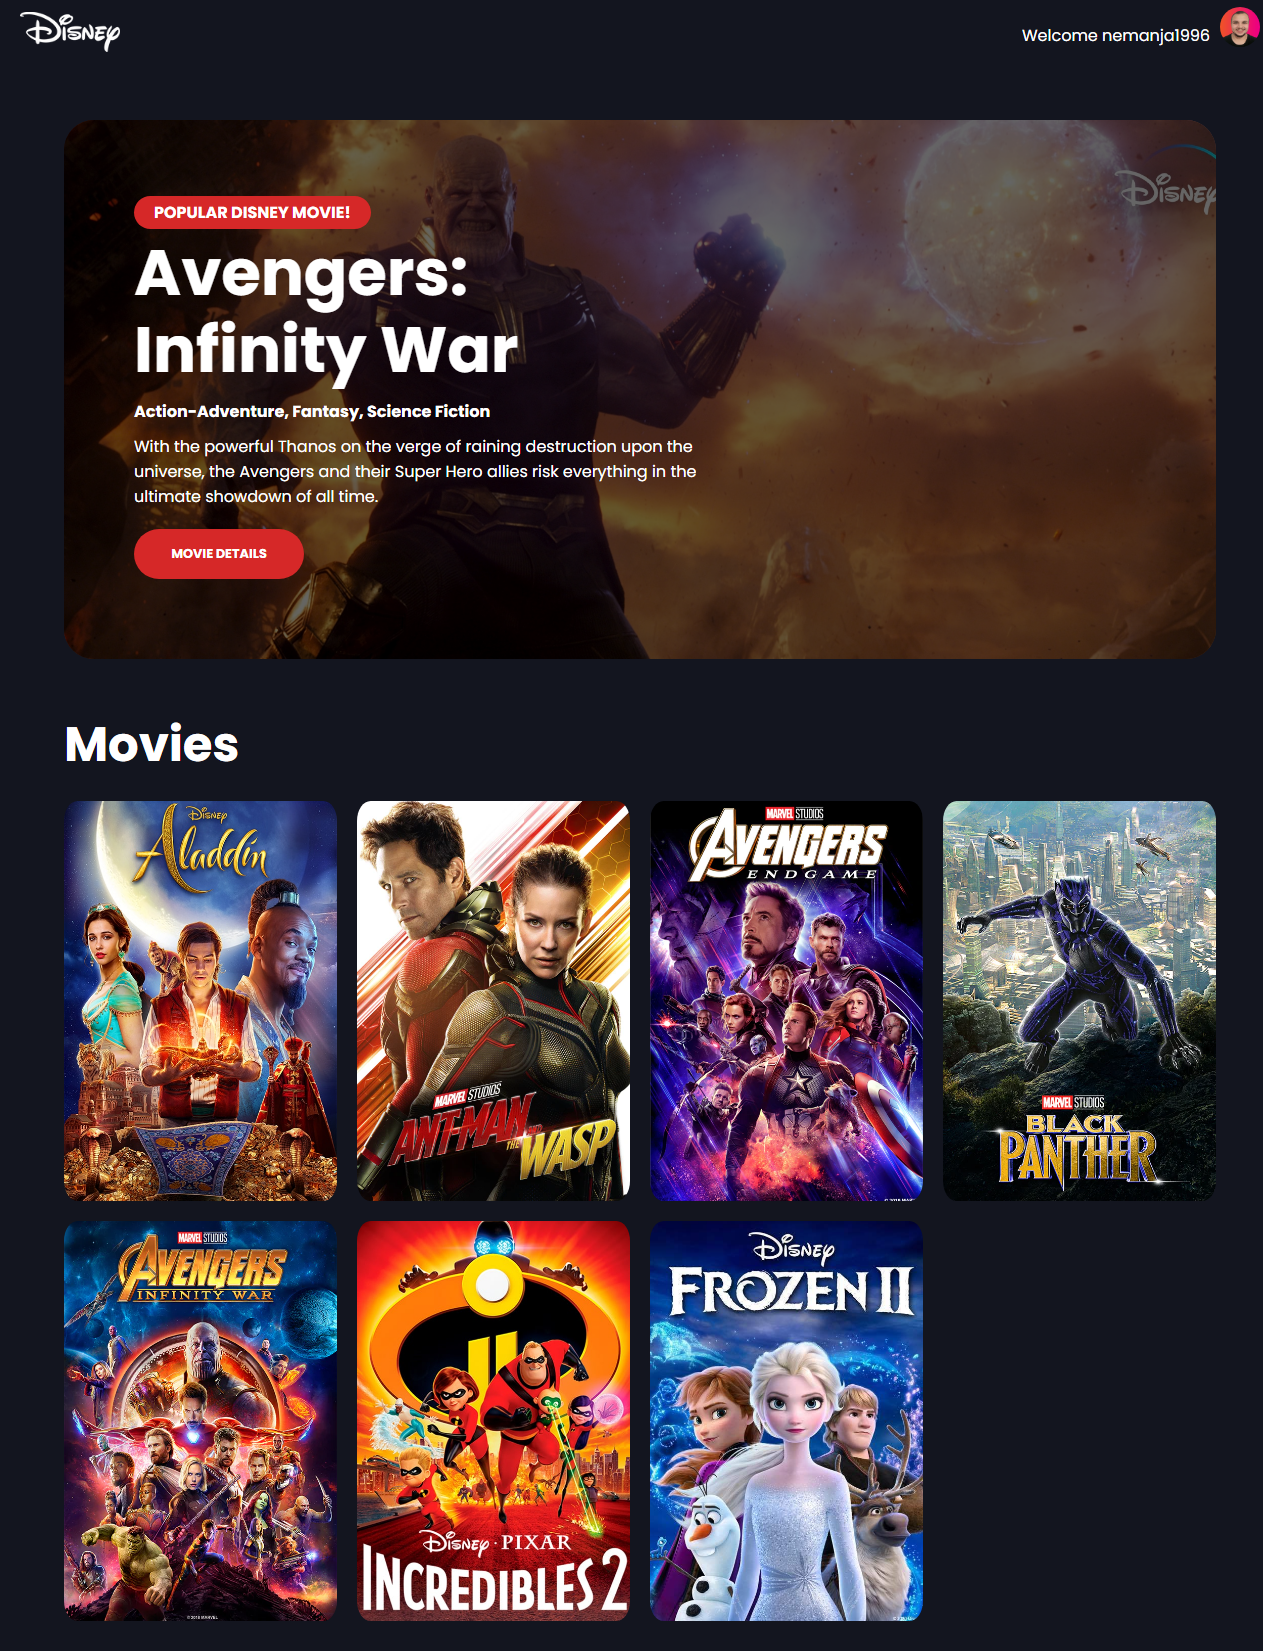 Disney
Welcome nemanja1996
Disney
POPULAR DISNEY MOVIE!
Avengers:
Infinity War
Action-Adventure, Fantasy, Science Fiction
With the powerful Thanos on the verge of raining destruction upon the
universe, the Avengers and their Super Hero allies risk everything in the
ultimate showdown of all time.
MOVIE DETAILS
Movies
Disney
Aladdin
MARVEL STUDIOS
ANT-MAN
AND THE WASP
MARVEL STUDIOS
AVENGERS
ENDGAME
MARVEL STUDIOS
BLACK
PANTHER
MARVEL STUDIOS
AVENGERS
INFINITY WAR
© 2018 MARVEL
Disney · PIXAR
INCREDIBLES 2
Disney
FROZEN II